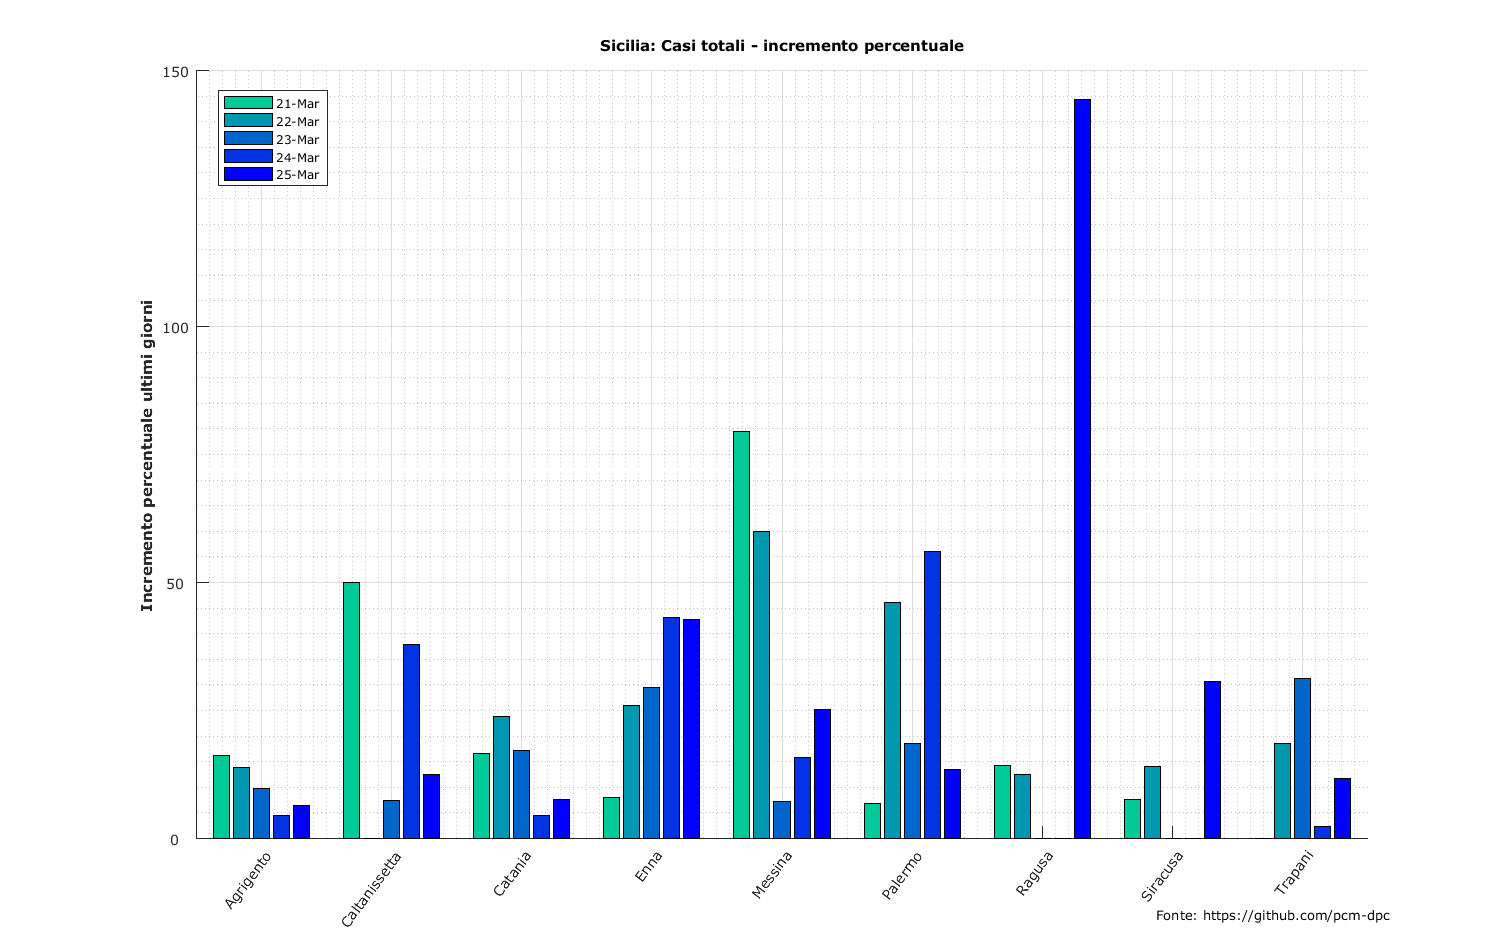 Sicilia: Casi totali - incremento percentuale
150
100
50
0
Incremento percentuale ultimi giorni
21-Mar
22-Mar
23-Mar
24-Mar
25-Mar
Agrigento
Caltanissetta
Catania
Enna
Messina
Palermo
Ragusa
Siracusa
Trapani
Fonte: https://github.com/pcm-dpc